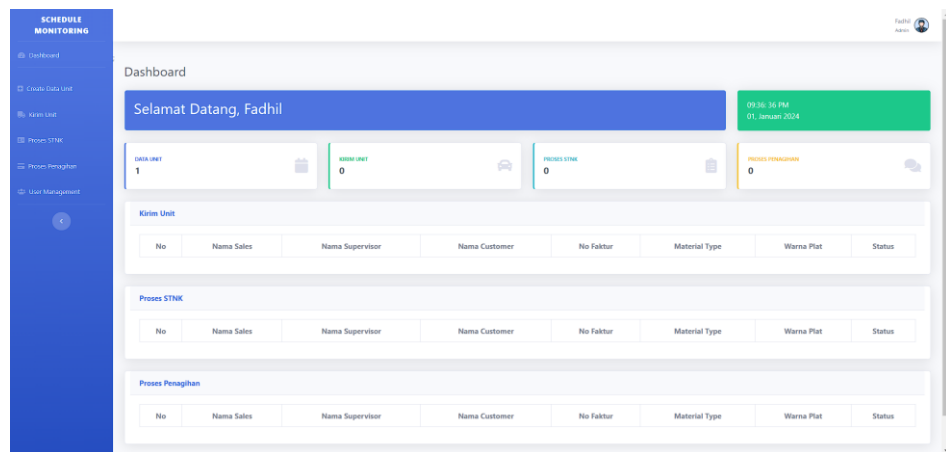 SCHEDULE
MONITORING
Fadhil
Admin
Dashboard
Create Data Unit
Kirim Unit
Proses STNK
Proses Penagihan
User Management
Dashboard
Selamat Datang, Fadhil
09:36: 36 PM
01, Januari 2024
DATA UNIT
1
KIRIM UNIT
0
PROSES STNK
0
PROSES PENAGIHAN
0
Kirim Unit
No Nama Sales Nama Supervisor Nama Customer No Faktur Material Type Warna Plat Status
Proses STNK
No Nama Sales Nama Supervisor Nama Customer No Faktur Material Type Warna Plat Status
Proses Penagihan
No Nama Sales Nama Supervisor Nama Customer No Faktur Material Type Warna Plat Status